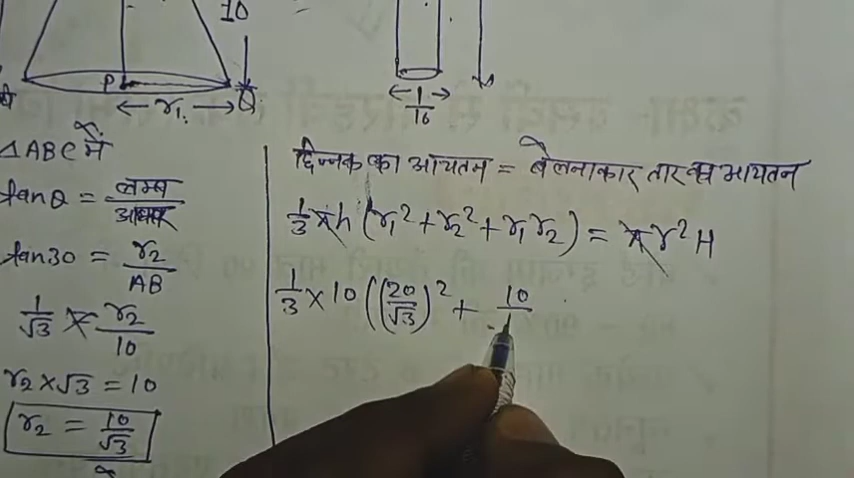 10
P
Q
← r₁ →
← 1/16 →
△ABC में
tanθ = लम्ब/आधार
tan30 = r₂/AB
1/√3 = r₂/10
r₂ × √3 = 10
r₂ = 10/√3
छिन्नक का आयतन = बेलनाकार तार का आयतन
1/3 πh (r₁² + r₂² + r₁r₂) = πr²H
1/3 × 10 ((20/√3)² + 10/